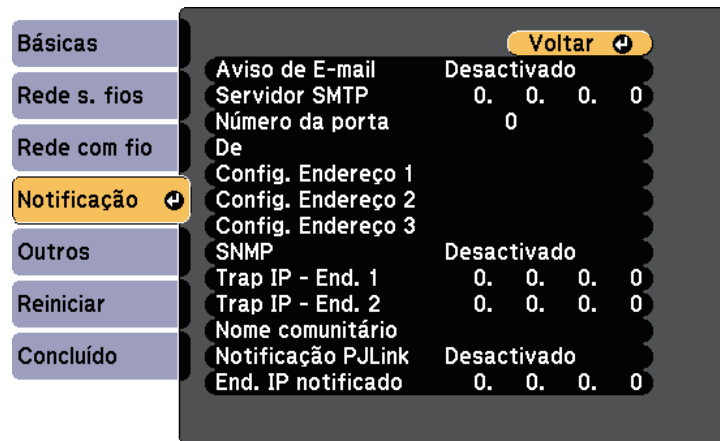 Básicas
Rede s. fios
Rede com fio
Notificação
Outros
Reiniciar
Concluído
Voltar
Aviso de E-mail Desactivado
Servidor SMTP 0. 0. 0. 0
Número da porta 0
De
Config. Endereço 1
Config. Endereço 2
Config. Endereço 3
SNMP Desactivado
Trap IP - End. 1 0. 0. 0. 0
Trap IP - End. 2 0. 0. 0. 0
Nome comunitário
Notificação PJLink Desactivado
End. IP notificado 0. 0. 0. 0